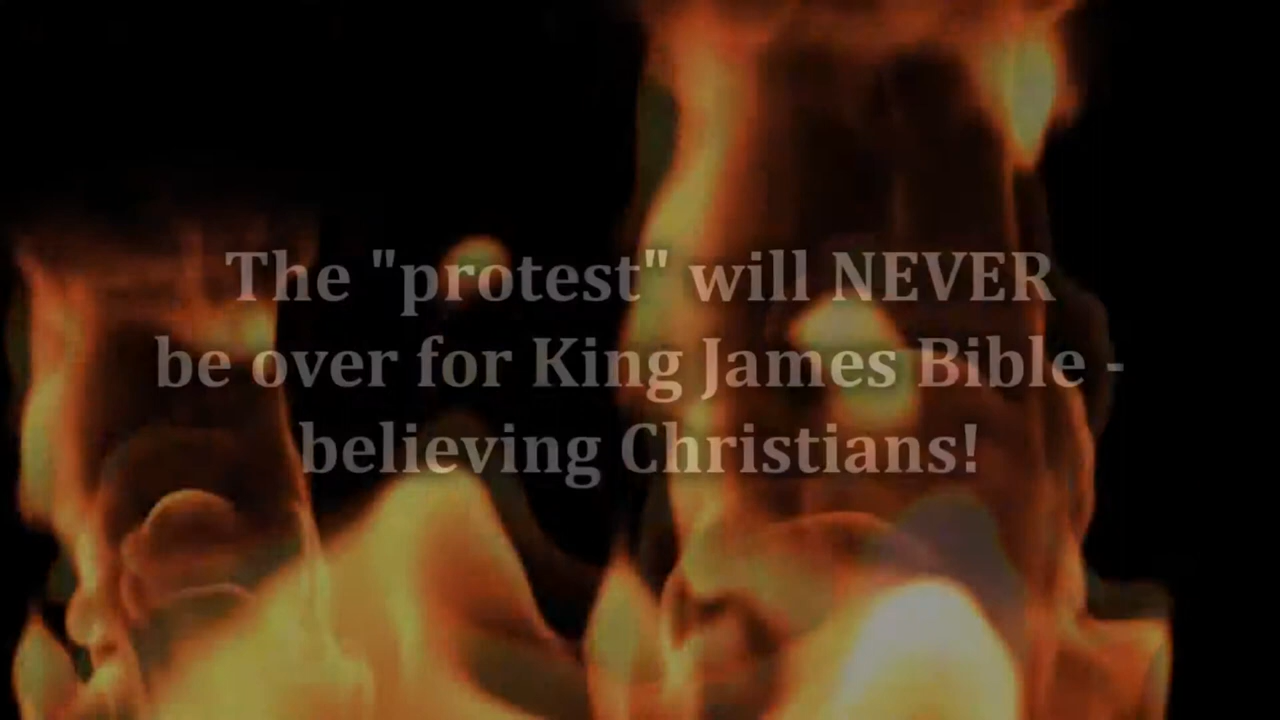 The "protest" will NEVER
be over for King James Bible -
believing Christians!